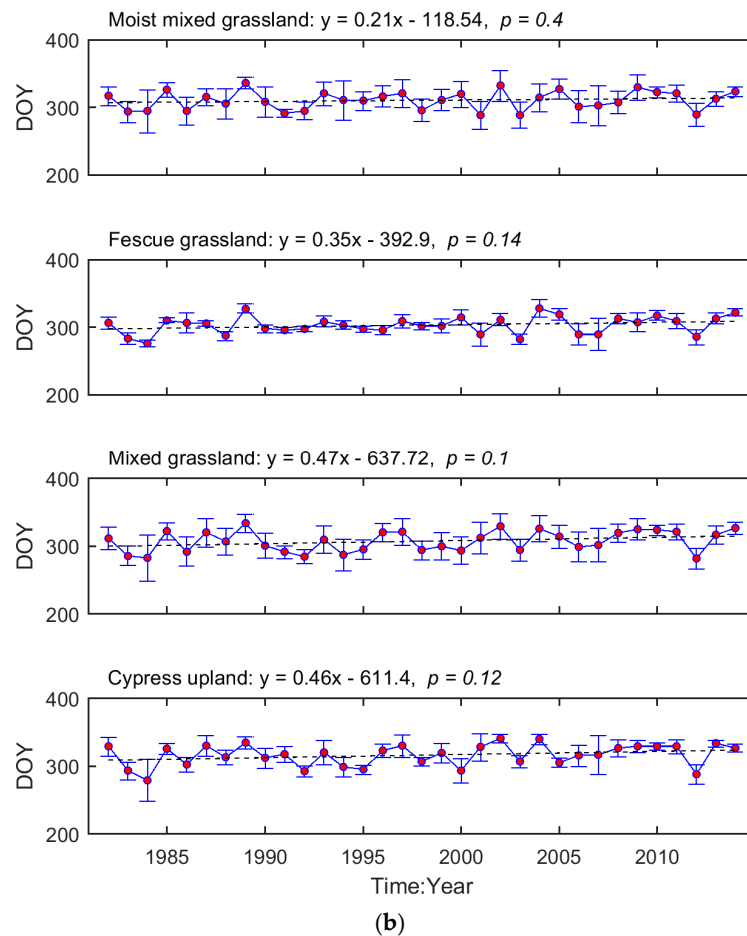 Moist mixed grassland: y = 0.21x - 118.54, p = 0.4
400
300
200
DOY
Fescue grassland: y = 0.35x - 392.9, p = 0.14
400
300
200
DOY
Mixed grassland: y = 0.47x - 637.72, p = 0.1
400
300
200
DOY
Cypress upland: y = 0.46x - 611.4, p = 0.12
400
300
200
DOY
1985 1990 1995 2000 2005 2010
Time:Year
(b)